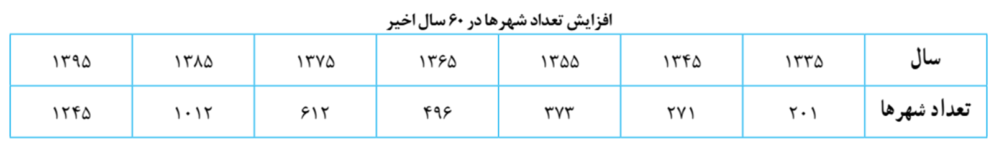 افزایش تعداد شهرها در ۶۰ سال اخیر
سال ۱۳۳۵ ۱۳۴۵ ۱۳۵۵ ۱۳۶۵ ۱۳۷۵ ۱۳۸۵ ۱۳۹۵
تعداد شهرها ۲۰۱ ۲۷۱ ۳۷۳ ۴۹۶ ۶۱۲ ۱۰۱۲ ۱۲۴۵